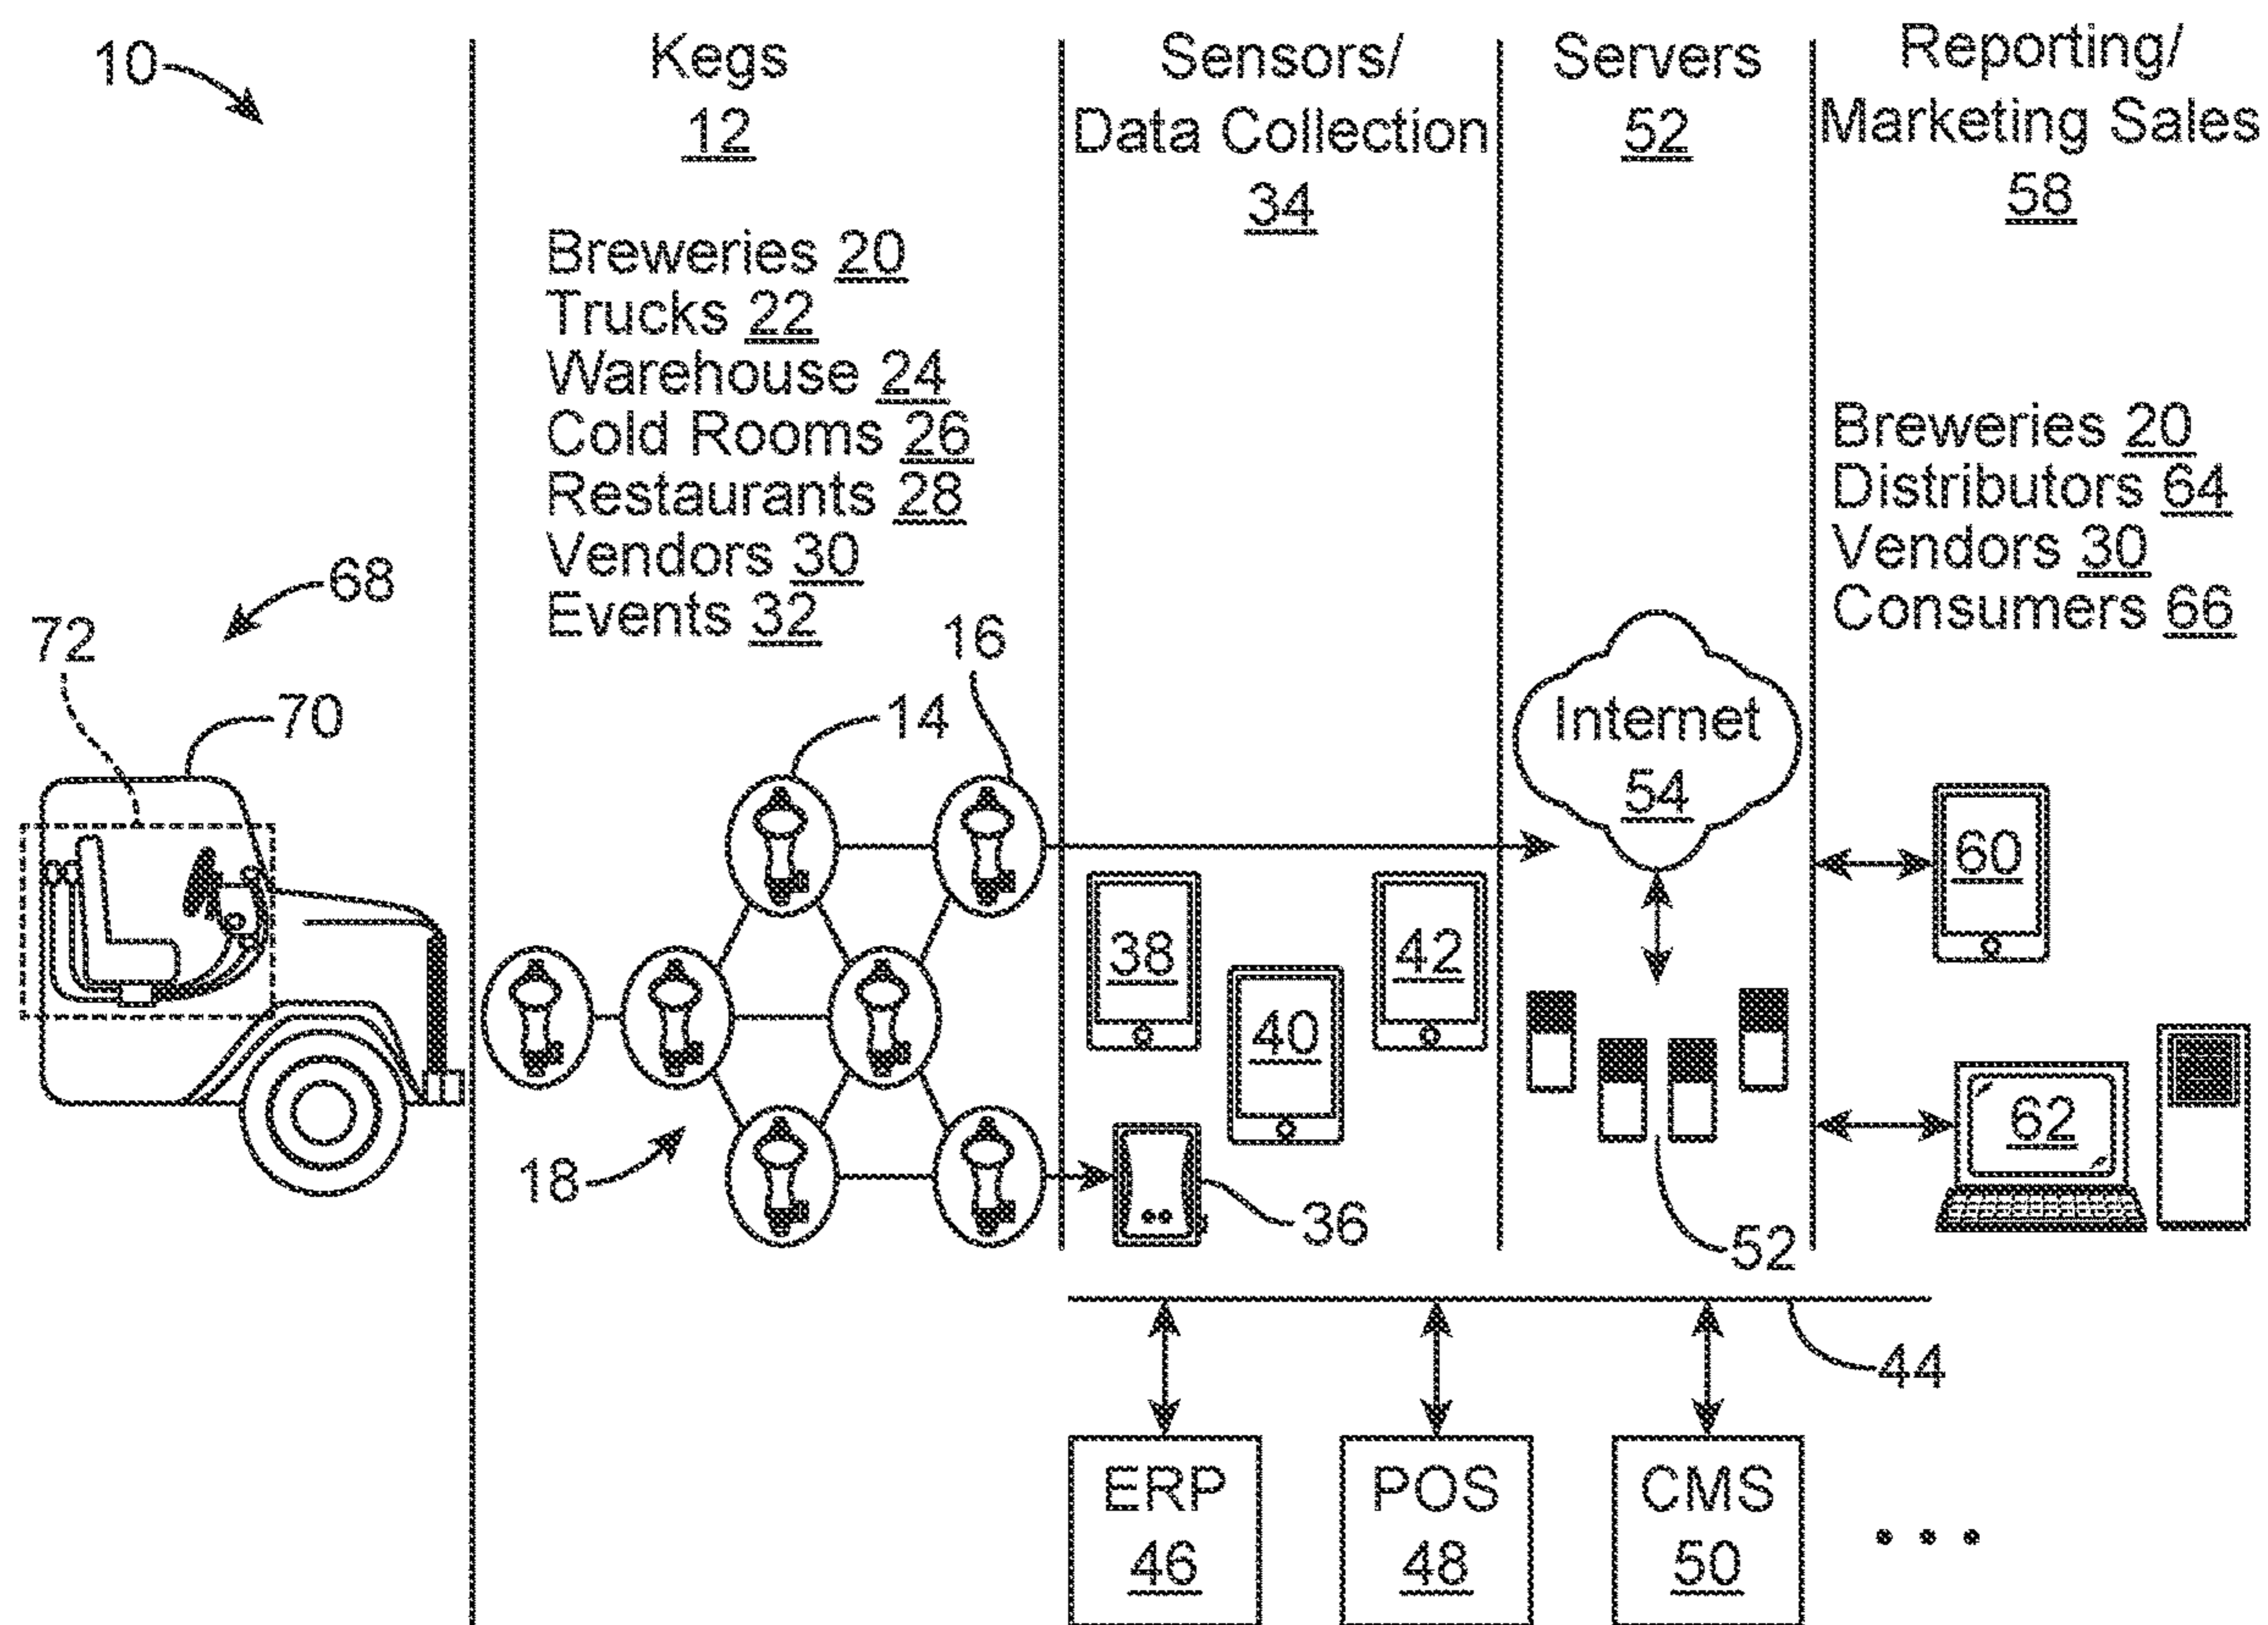 10
Kegs
12
Sensors/
Data Collection
34
Servers
52
Reporting/
Marketing Sales
58
Breweries 20
Trucks 22
Warehouse 24
Cold Rooms 26
Restaurants 28
Vendors 30
Events 32
Breweries 20
Distributors 64
Vendors 30
Consumers 66
68
72
70
14
16
18
Internet
54
38
40
42
36
52
60
62
44
ERP
46
POS
48
CMS
50